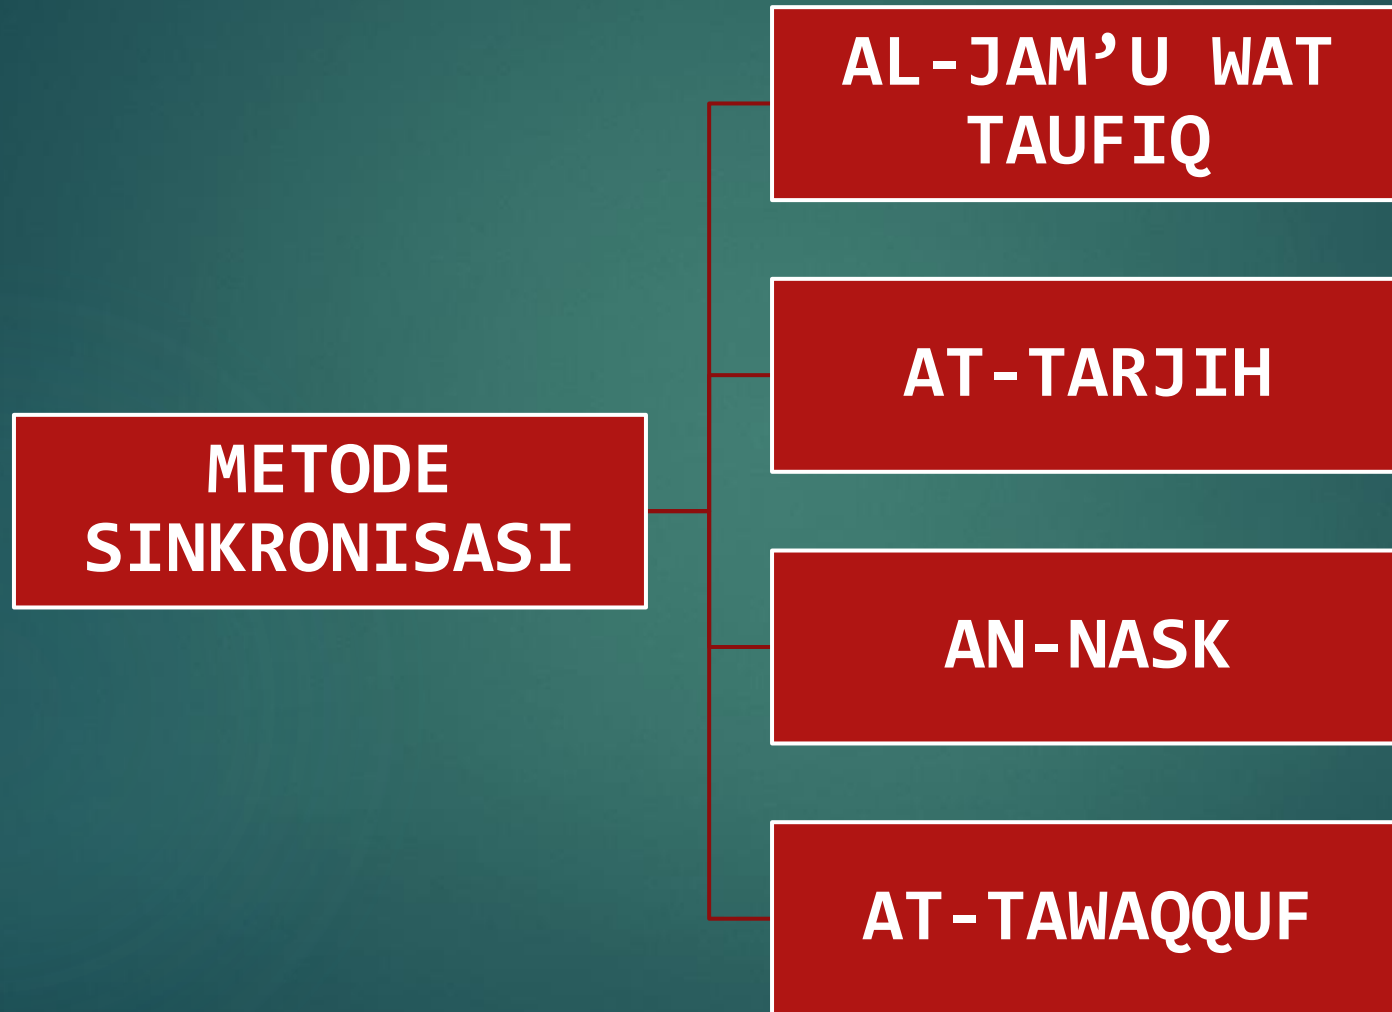 METODE
SINKRONISASI
AL-JAM’U WAT
TAUFIQ
AT-TARJIH
AN-NASK
AT-TAWAQQUF